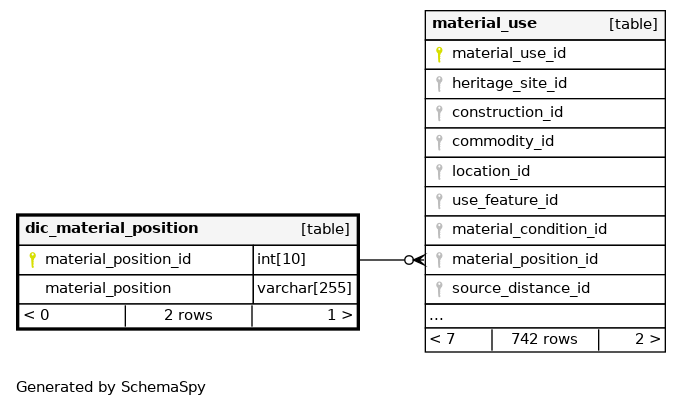 material_use [table]
material_use_id
heritage_site_id
construction_id
commodity_id
location_id
use_feature_id
material_condition_id
material_position_id
source_distance_id
...
< 7 742 rows 2 >
dic_material_position [table]
material_position_id int[10]
material_position varchar[255]
< 0 2 rows 1 >
Generated by SchemaSpy